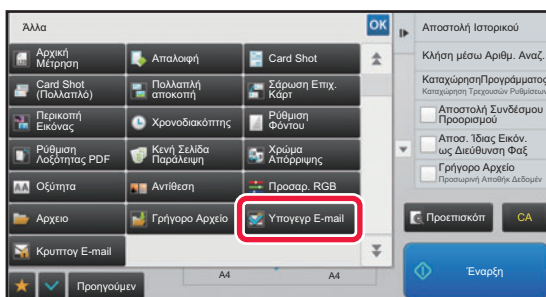 Άλλα
OK
Αρχική
Μέτρηση
Απαλοιφή
Card Shot
Card Shot
(Πολλαπλό)
Πολλαπλή
αποκοπή
Σάρωση Επιχ.
Κάρτ
Περικοπή
Εικόνας
Χρονοδιακόπτης
Ρύθμιση
Φόντου
Ρύθμιση
Λοξότητας PDF
Κενή Σελίδα
Παράλειψη
Χρώμα
Απόρριψης
Οξύτητα
Αντίθεση
Προσαρ. RGB
Αρχειο
Γρήγορο Αρχείο
Υπογεγρ E-mail
Κρυπτογ E-mail
Προηγούμεν
A4
A4
Αποστολή Ιστορικού
Κλήση μέσω Αριθμ. Αναζ.
ΚαταχώρησηΠρογράμματος
Καταχώρηση Τρεχουσών Ρυθμίσεων
Αποστολή Συνδέσμου
Προορισμού
Αποσ. Ίδιας Εικόν.
ως Διεύθυνση Φαξ
Γρήγορο Αρχείο
Προσωρινή Αποθήκ Δεδομέν
Προεπισκόπ
CA
Έναρξη